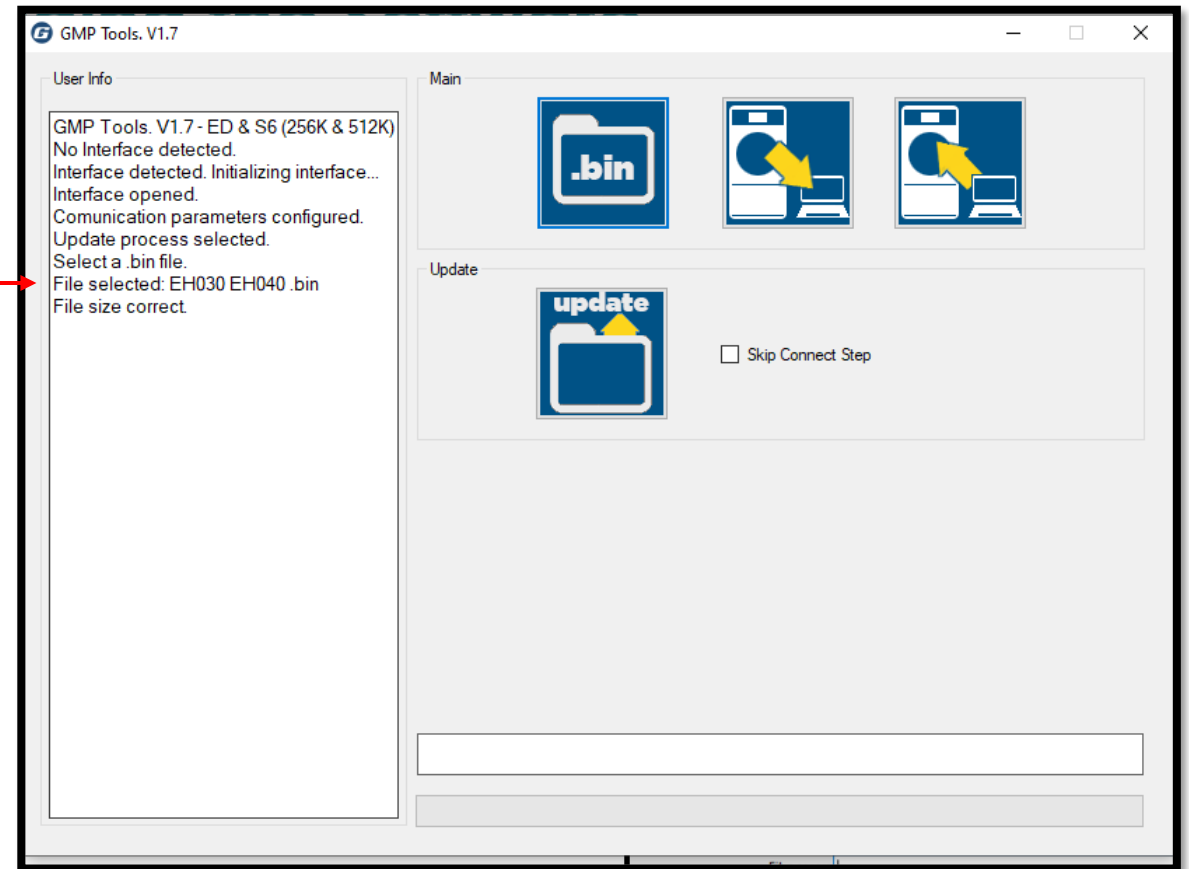 GMP Tools. V1.7
User Info
GMP Tools. V1.7 - ED & S6 (256K & 512K)
No Interface detected.
Interface detected. Initializing interface...
Interface opened.
Comunication parameters configured.
Update process selected.
Select a .bin file.
File selected: EH030 EH040 .bin
File size correct.
Main
.bin
Update
update
Skip Connect Step